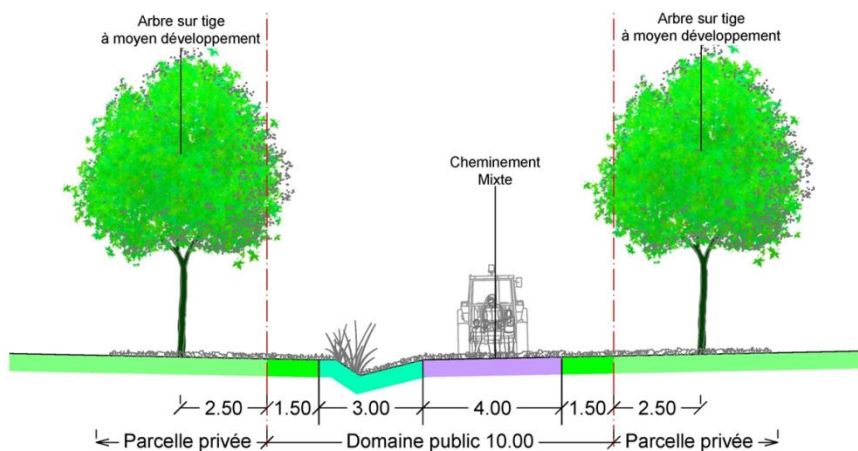 Arbre sur tige
à moyen développement
Arbre sur tige
à moyen développement
Cheminement
Mixte
2.50
1.50
3.00
4.00
1.50
2.50
Parcelle privée
Domaine public 10.00
Parcelle privée